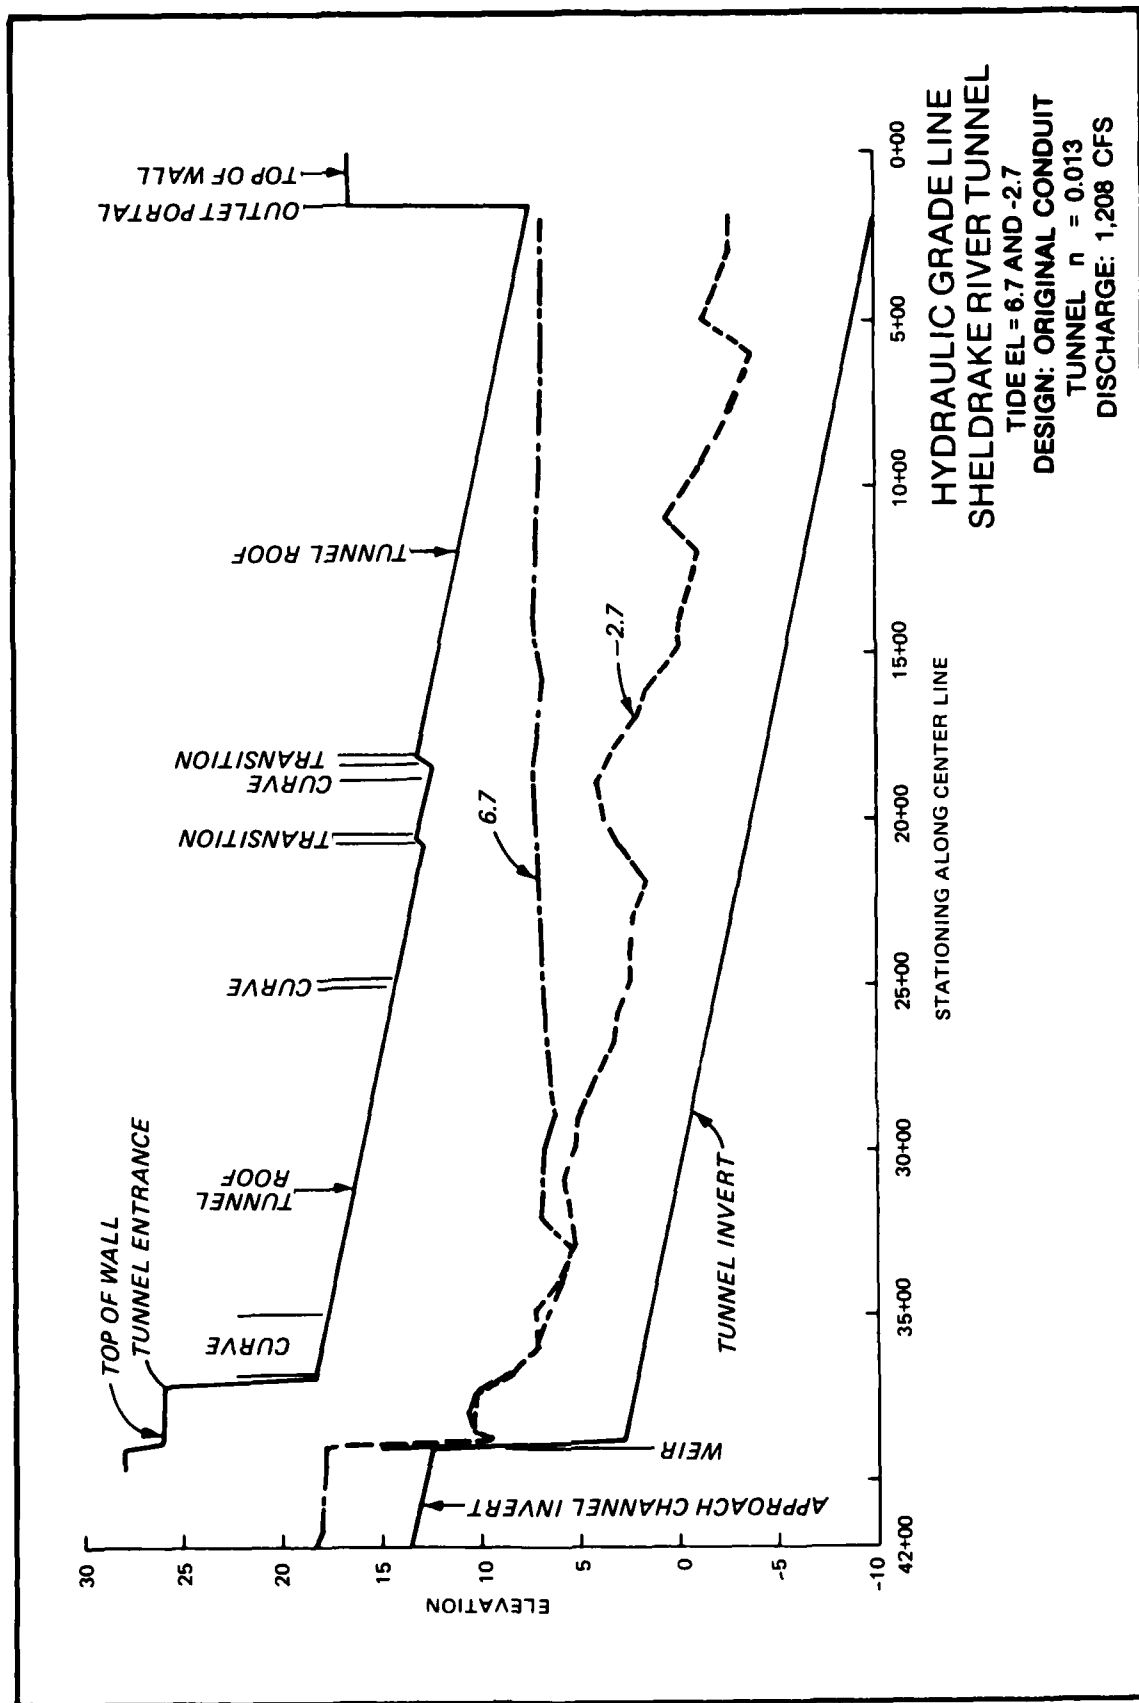 TOP OF WALL
TUNNEL ENTRANCE
CURVE
TUNNEL
ROOF
CURVE
TRANSITION
CURVE
TRANSITION
TUNNEL ROOF
OUTLET PORTAL
TOP OF WALL
6.7
-2.7
WEIR
APPROACH CHANNEL INVERT
TUNNEL INVERT
ELEVATION
30
25
20
15
10
5
0
-5
-10
42+00
35+00
30+00
25+00
20+00
15+00
10+00
5+00
0+00
STATIONING ALONG CENTER LINE
HYDRAULIC GRADE LINE
SHELDRAKE RIVER TUNNEL
TIDE EL = 6.7 AND -2.7
DESIGN: ORIGINAL CONDUIT
TUNNEL n = 0.013
DISCHARGE: 1,208 CFS